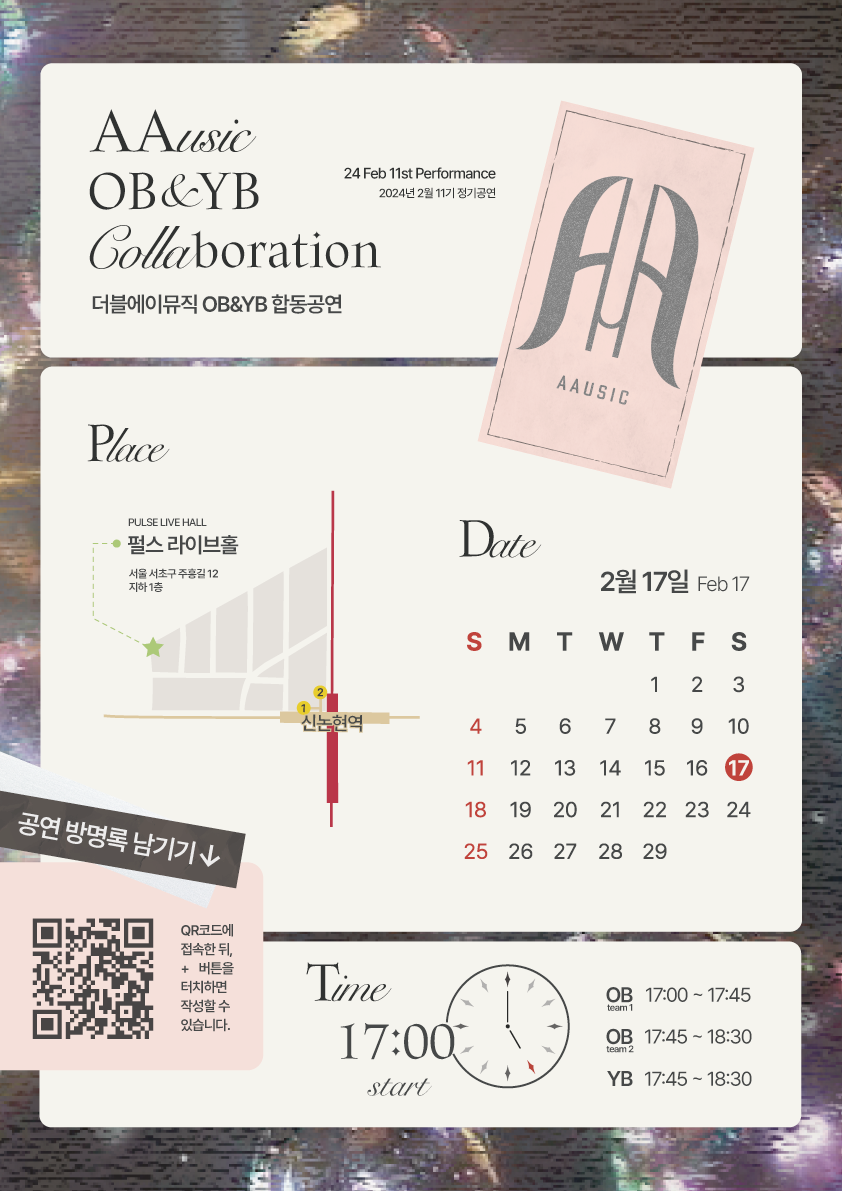 AAusic
OB&YB
Collaboration
더블에이뮤직 OB&YB 합동공연
24 Feb 11st Performance
2024년 2월 11기 정기공연
AAUSIC
Place
PULSE LIVE HALL
펄스 라이브홀
서울 서초구 주흥길 12
지하 1층
2
1
신논현역
Date
2월 17일 Feb 17
S M T W T F S
1 2 3
4 5 6 7 8 9 10
11 12 13 14 15 16 17
18 19 20 21 22 23 24
25 26 27 28 29
공연 방명록 남기기↓
QR코드에
접속한 뒤,
+ 버튼을
터치하면
작성할 수
있습니다.
Time
17:00
start
OB 17:00 ~ 17:45
team 1
OB 17:45 ~ 18:30
team 2
YB 17:45 ~ 18:30